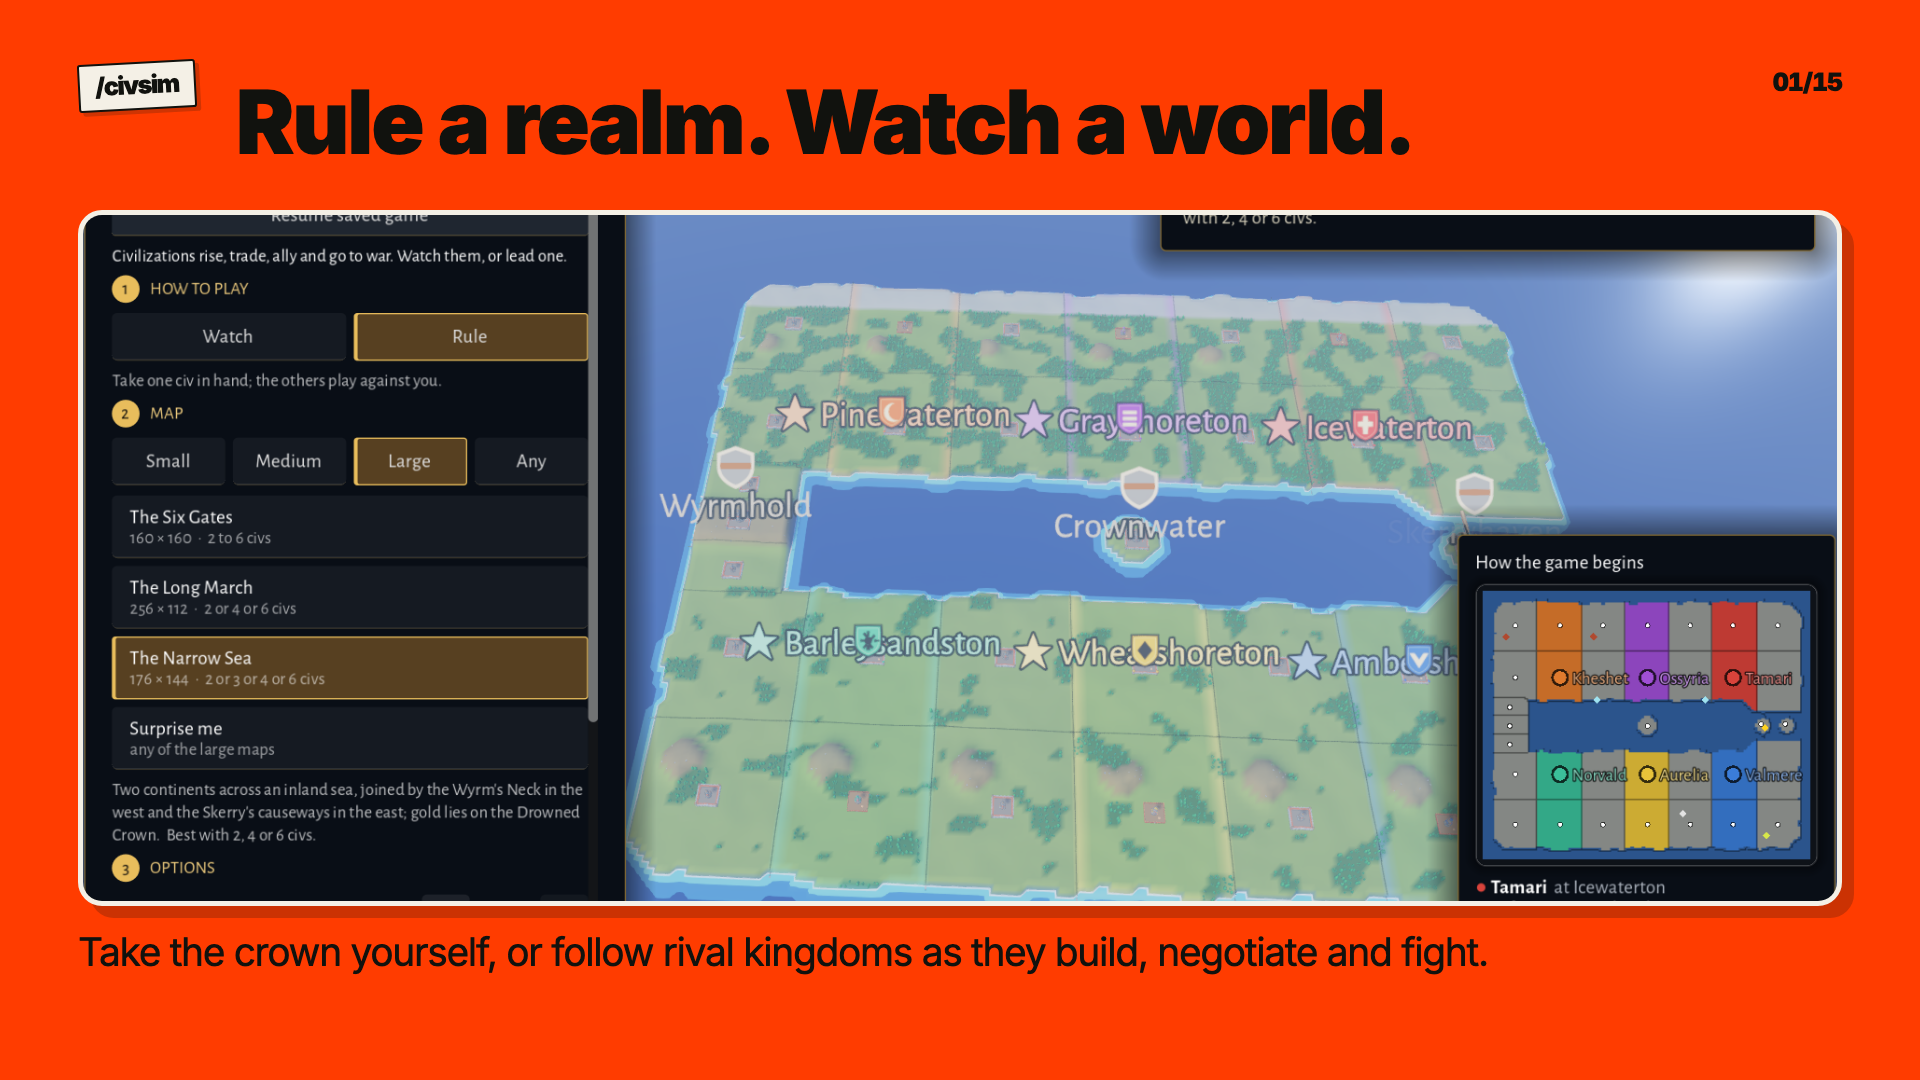 /civsim
Rule a realm. Watch a world.
01/15
Resume saved game
Civilizations rise, trade, ally and go to war. Watch them, or lead one.
1 HOW TO PLAY
Watch
Rule
Take one civ in hand; the others play against you.
2 MAP
Small
Medium
Large
Any
The Six Gates
160 × 160 · 2 to 6 civs
The Long March
256 × 112 · 2 or 4 or 6 civs
The Narrow Sea
176 × 144 · 2 or 3 or 4 or 6 civs
Surprise me
any of the large maps
Two continents across an inland sea, joined by the Wyrm's Neck in the
west and the Skerry's causeways in the east; gold lies on the Drowned
Crown. Best with 2, 4 or 6 civs.
3 OPTIONS
with 2, 4 or 6 civs.
Wyrmhold
Crownwater
How the game begins
Kheshet
Ossyria
Tamari
Norvald
Aurelia
Valmere
Tamari at Icewaterton
Take the crown yourself, or follow rival kingdoms as they build, negotiate and fight.